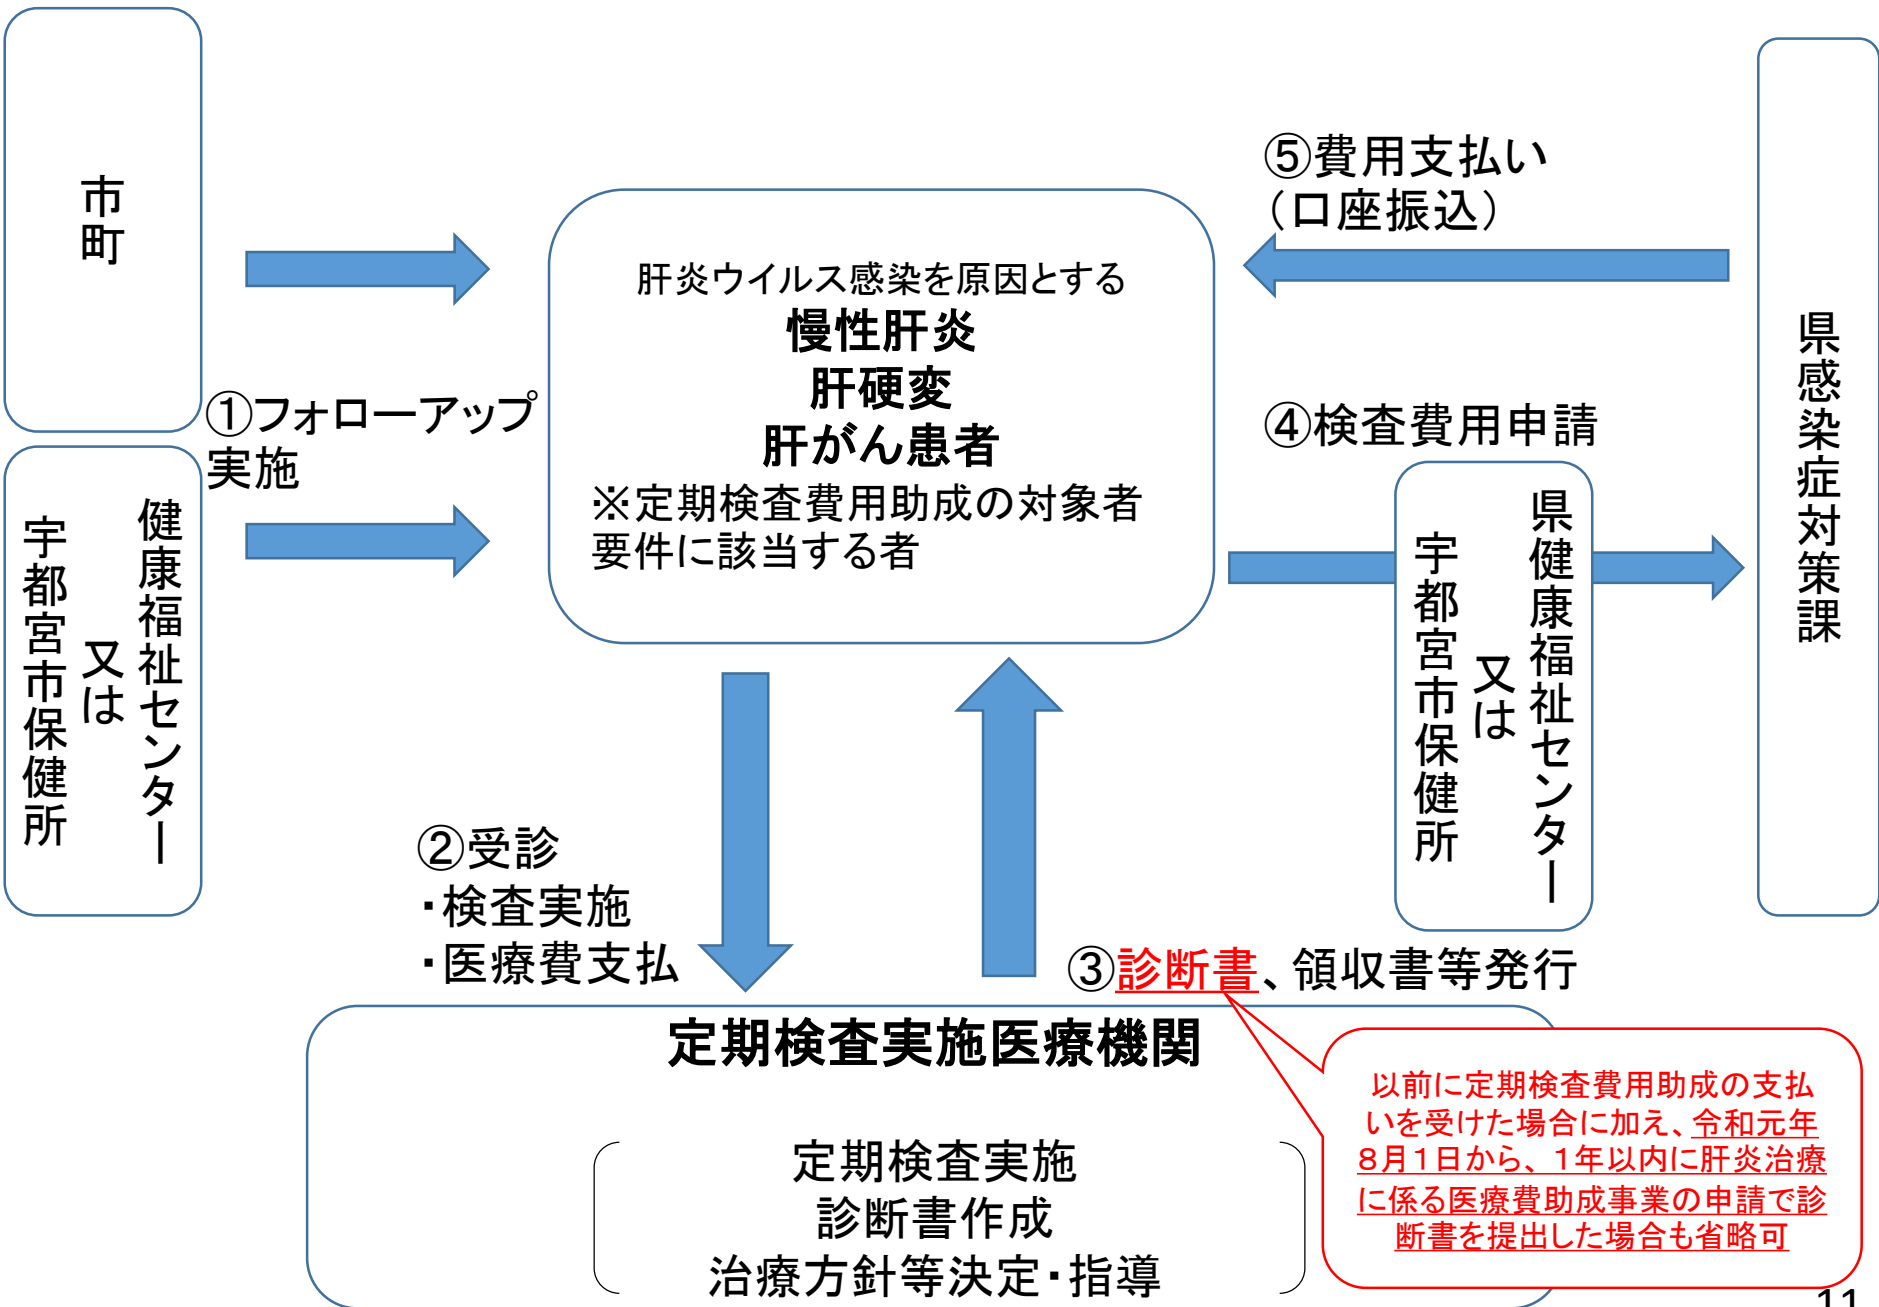 市町
健康福祉センター
又は
宇都宮市保健所
①フォローアップ
実施
肝炎ウイルス感染を原因とする
慢性肝炎
肝硬変
肝がん患者
※定期検査費用助成の対象者
要件に該当する者
⑤費用支払い
（口座振込）
④検査費用申請
県健康福祉センター
又は
宇都宮市保健所
県感染症対策課
②受診
・検査実施
・医療費支払
③診断書、領収書等発行
定期検査実施医療機関
定期検査実施
診断書作成
治療方針等決定・指導
以前に定期検査費用助成の支払
いを受けた場合に加え、令和元年
８月１日から、１年以内に肝炎治療
に係る医療費助成事業の申請で診
断書を提出した場合も省略可
11